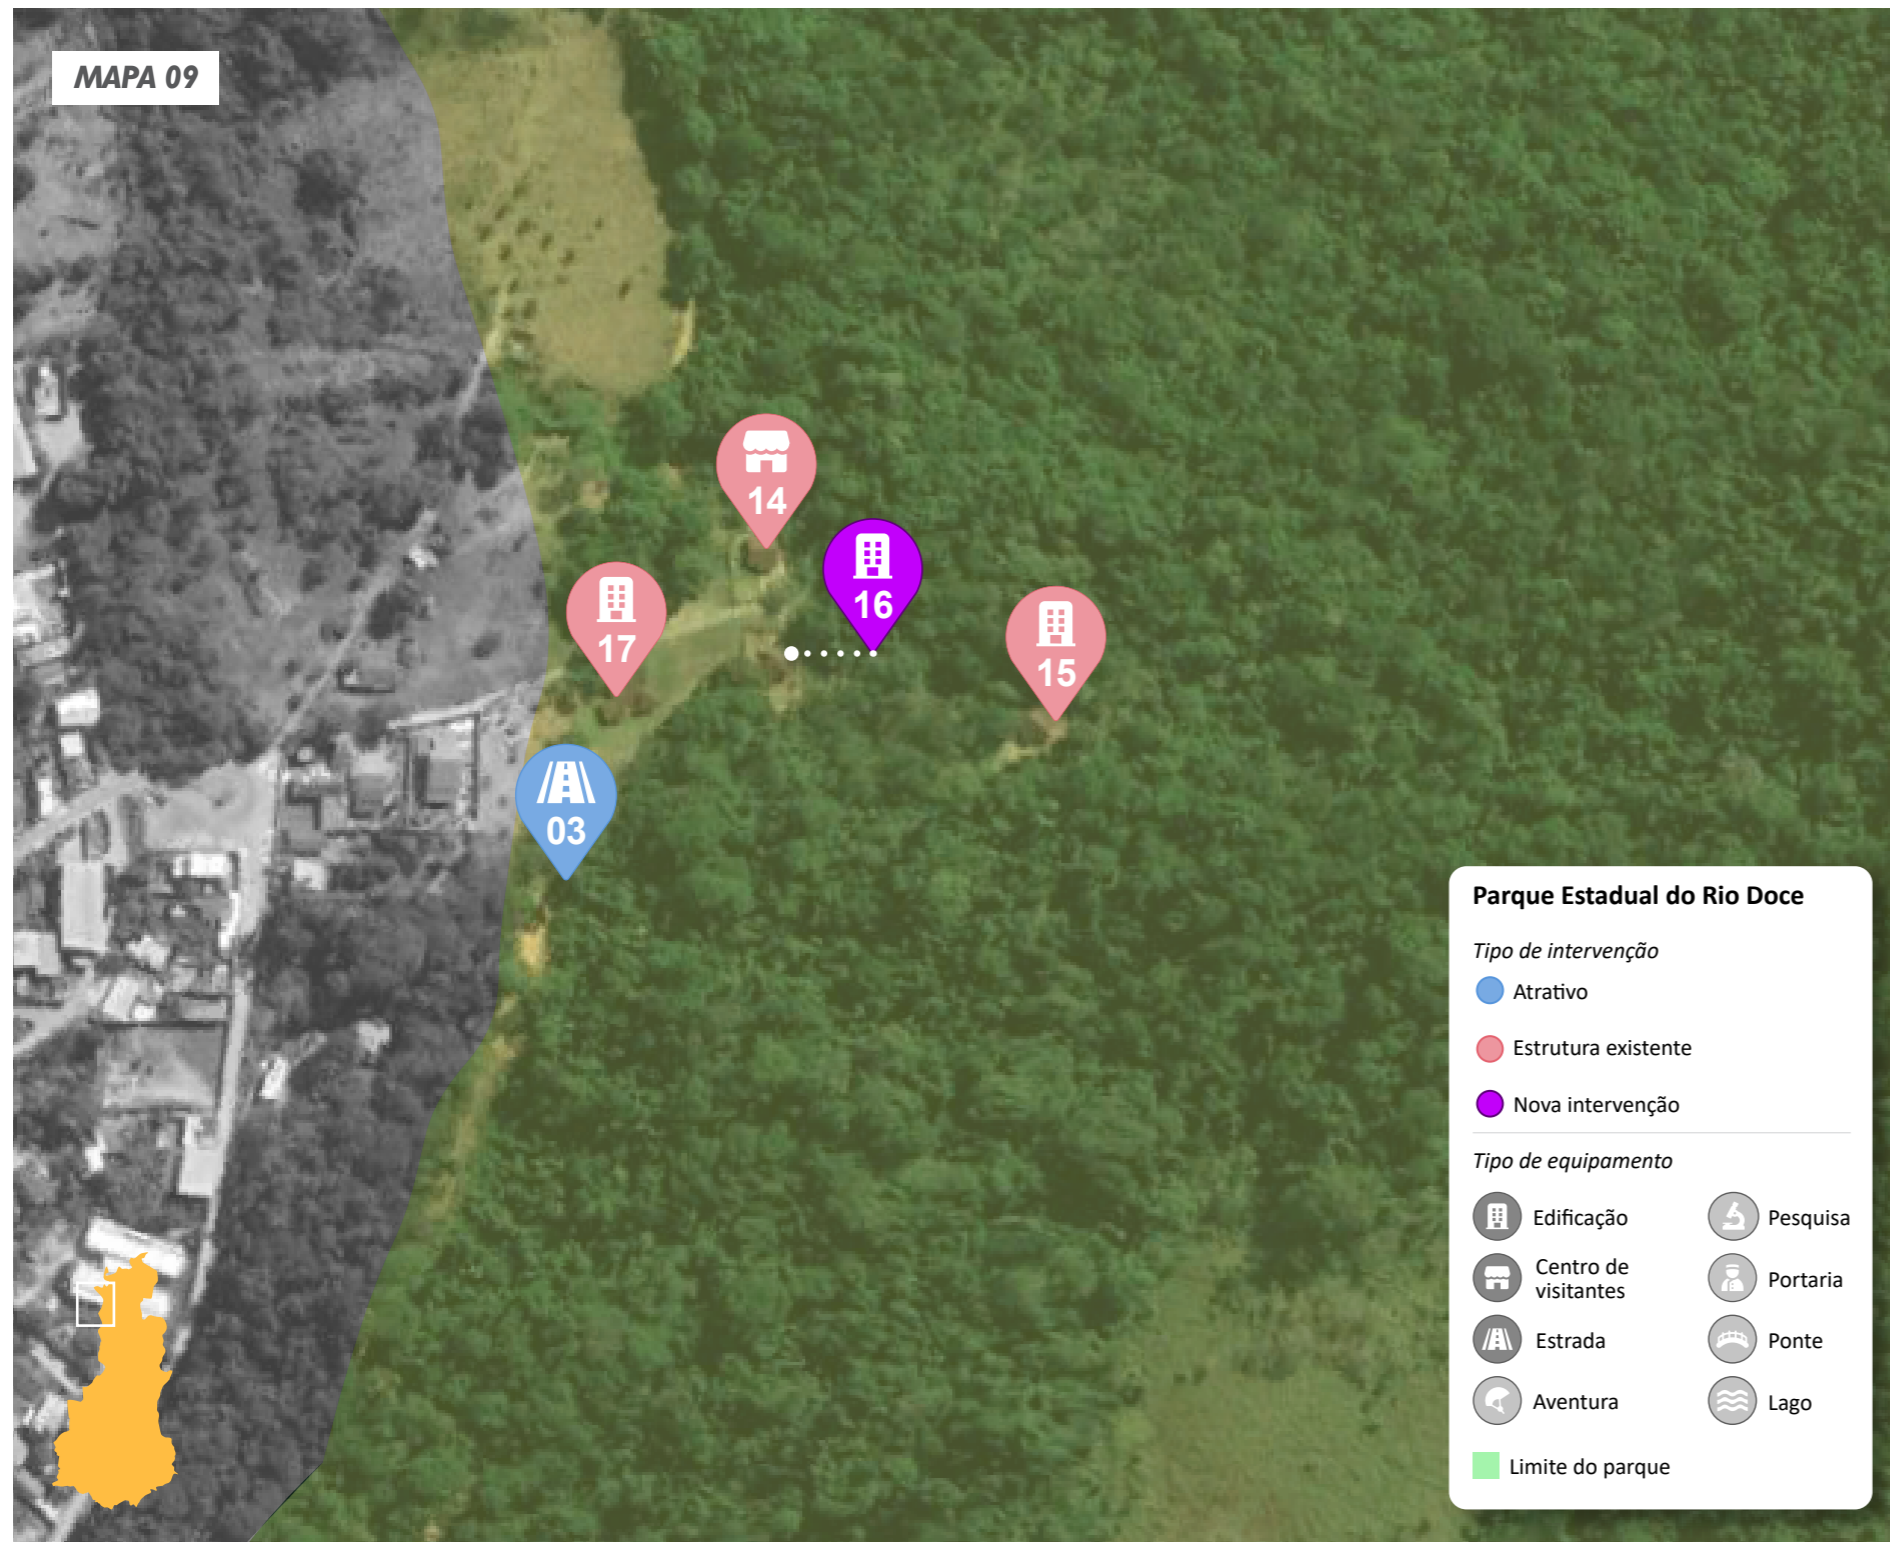 MAPA 09
14
16
17
15
03
Parque Estadual do Rio Doce
Tipo de intervenção
Atrativo
Estrutura existente
Nova intervenção
Tipo de equipamento
Edificação
Pesquisa
Centro de
visitantes
Portaria
Estrada
Ponte
Aventura
Lago
Limite do parque